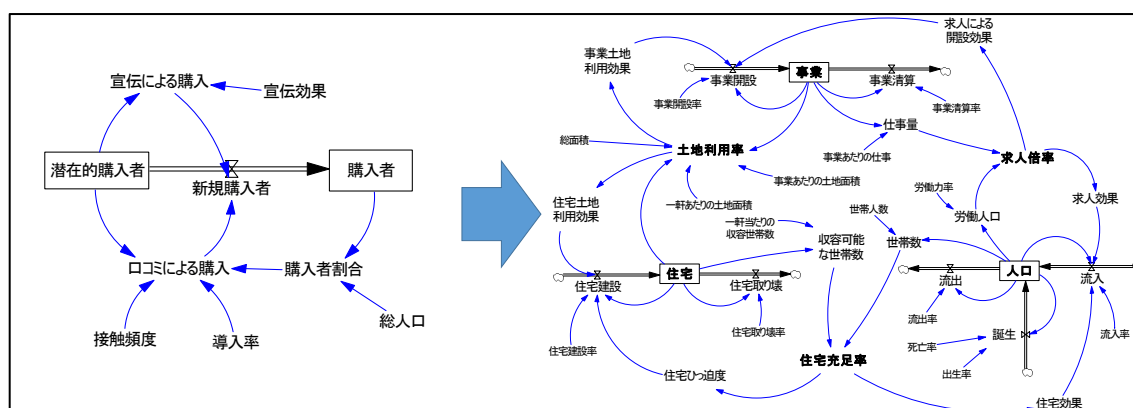 宣伝による購入
宣伝効果
潜在的購入者
購入者
新規購入者
口コミによる購入
購入者割合
接触頻度
導入率
総人口
求人による
開設効果
事業土地
利用効果
事業
事業開設
事業清算
事業開設率
事業清算率
仕事量
総面積
土地利用率
事業あたりの仕事
求人倍率
事業あたりの土地面積
一軒あたりの土地面積
労働力率
求人効果
住宅土地
利用効果
一軒当たりの
収容世帯数
世帯人数
労働人口
収容可能
な世帯数
世帯数
住宅
人口
住宅建設
住宅取り壊
流出
流入
住宅建設率
住宅取り壊率
流出率
流入率
死亡率
誕生
出生率
住宅充足率
住宅ひっ迫度
住宅効果